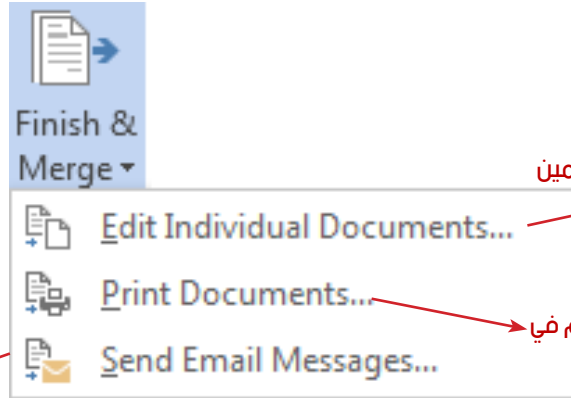 Finish &
Merge
مين
Edit Individual Documents...
Print Documents...
م في
Send Email Messages...